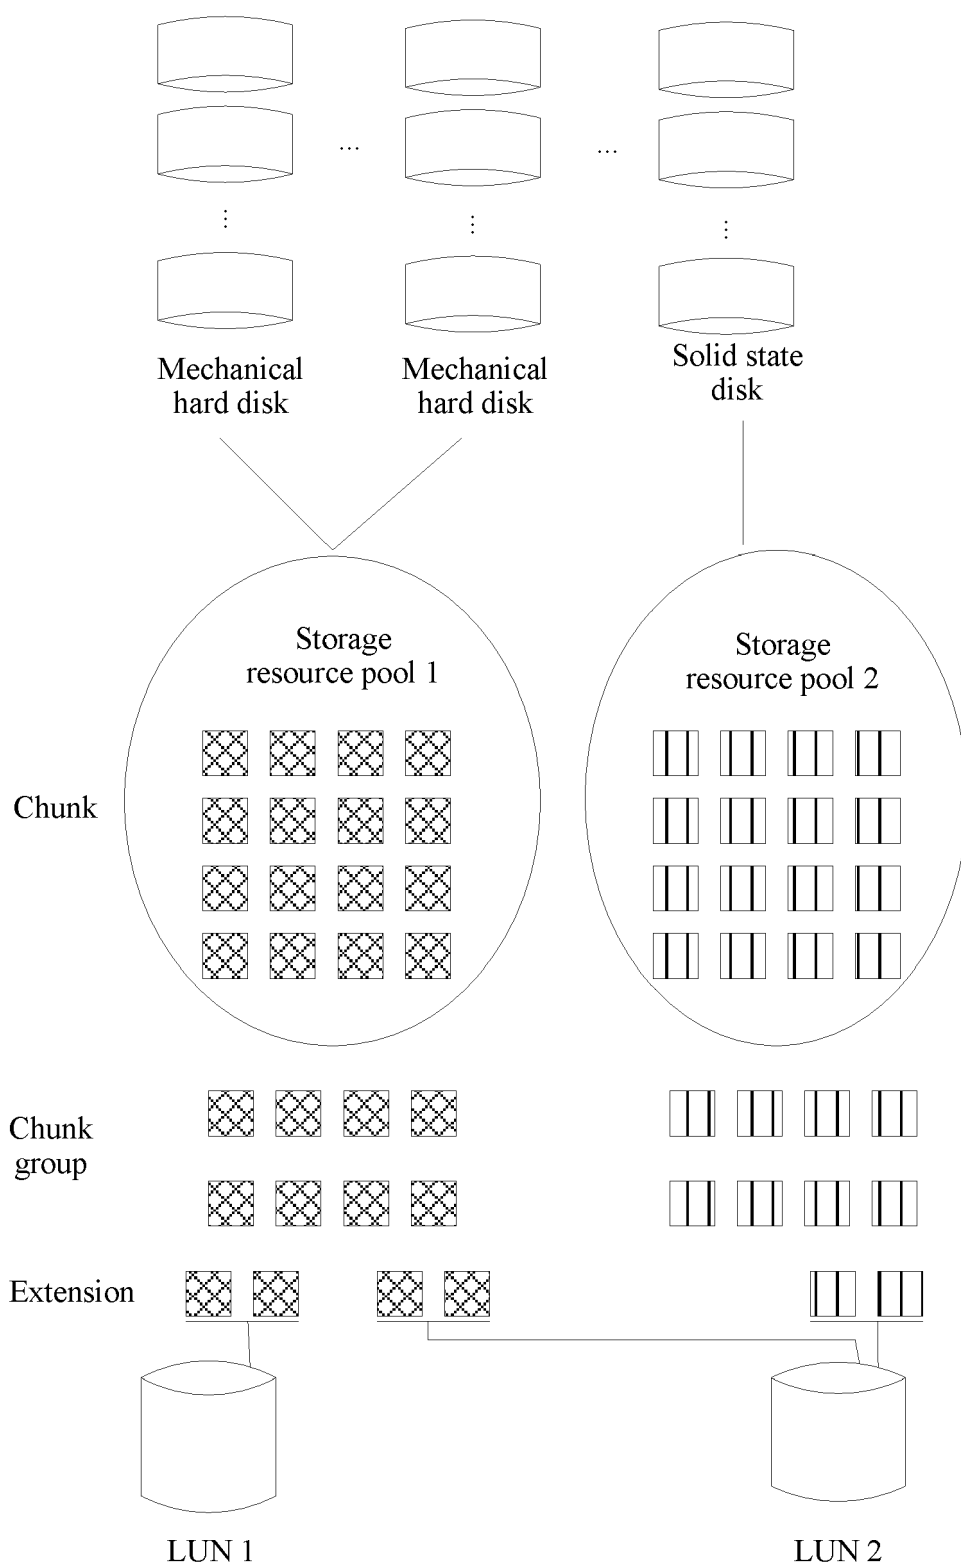 ...
...
Mechanical
hard disk
Mechanical
hard disk
Solid state
disk
Storage
resource pool 1
Storage
resource pool 2
Chunk
Chunk
group
Extension
LUN 1
LUN 2